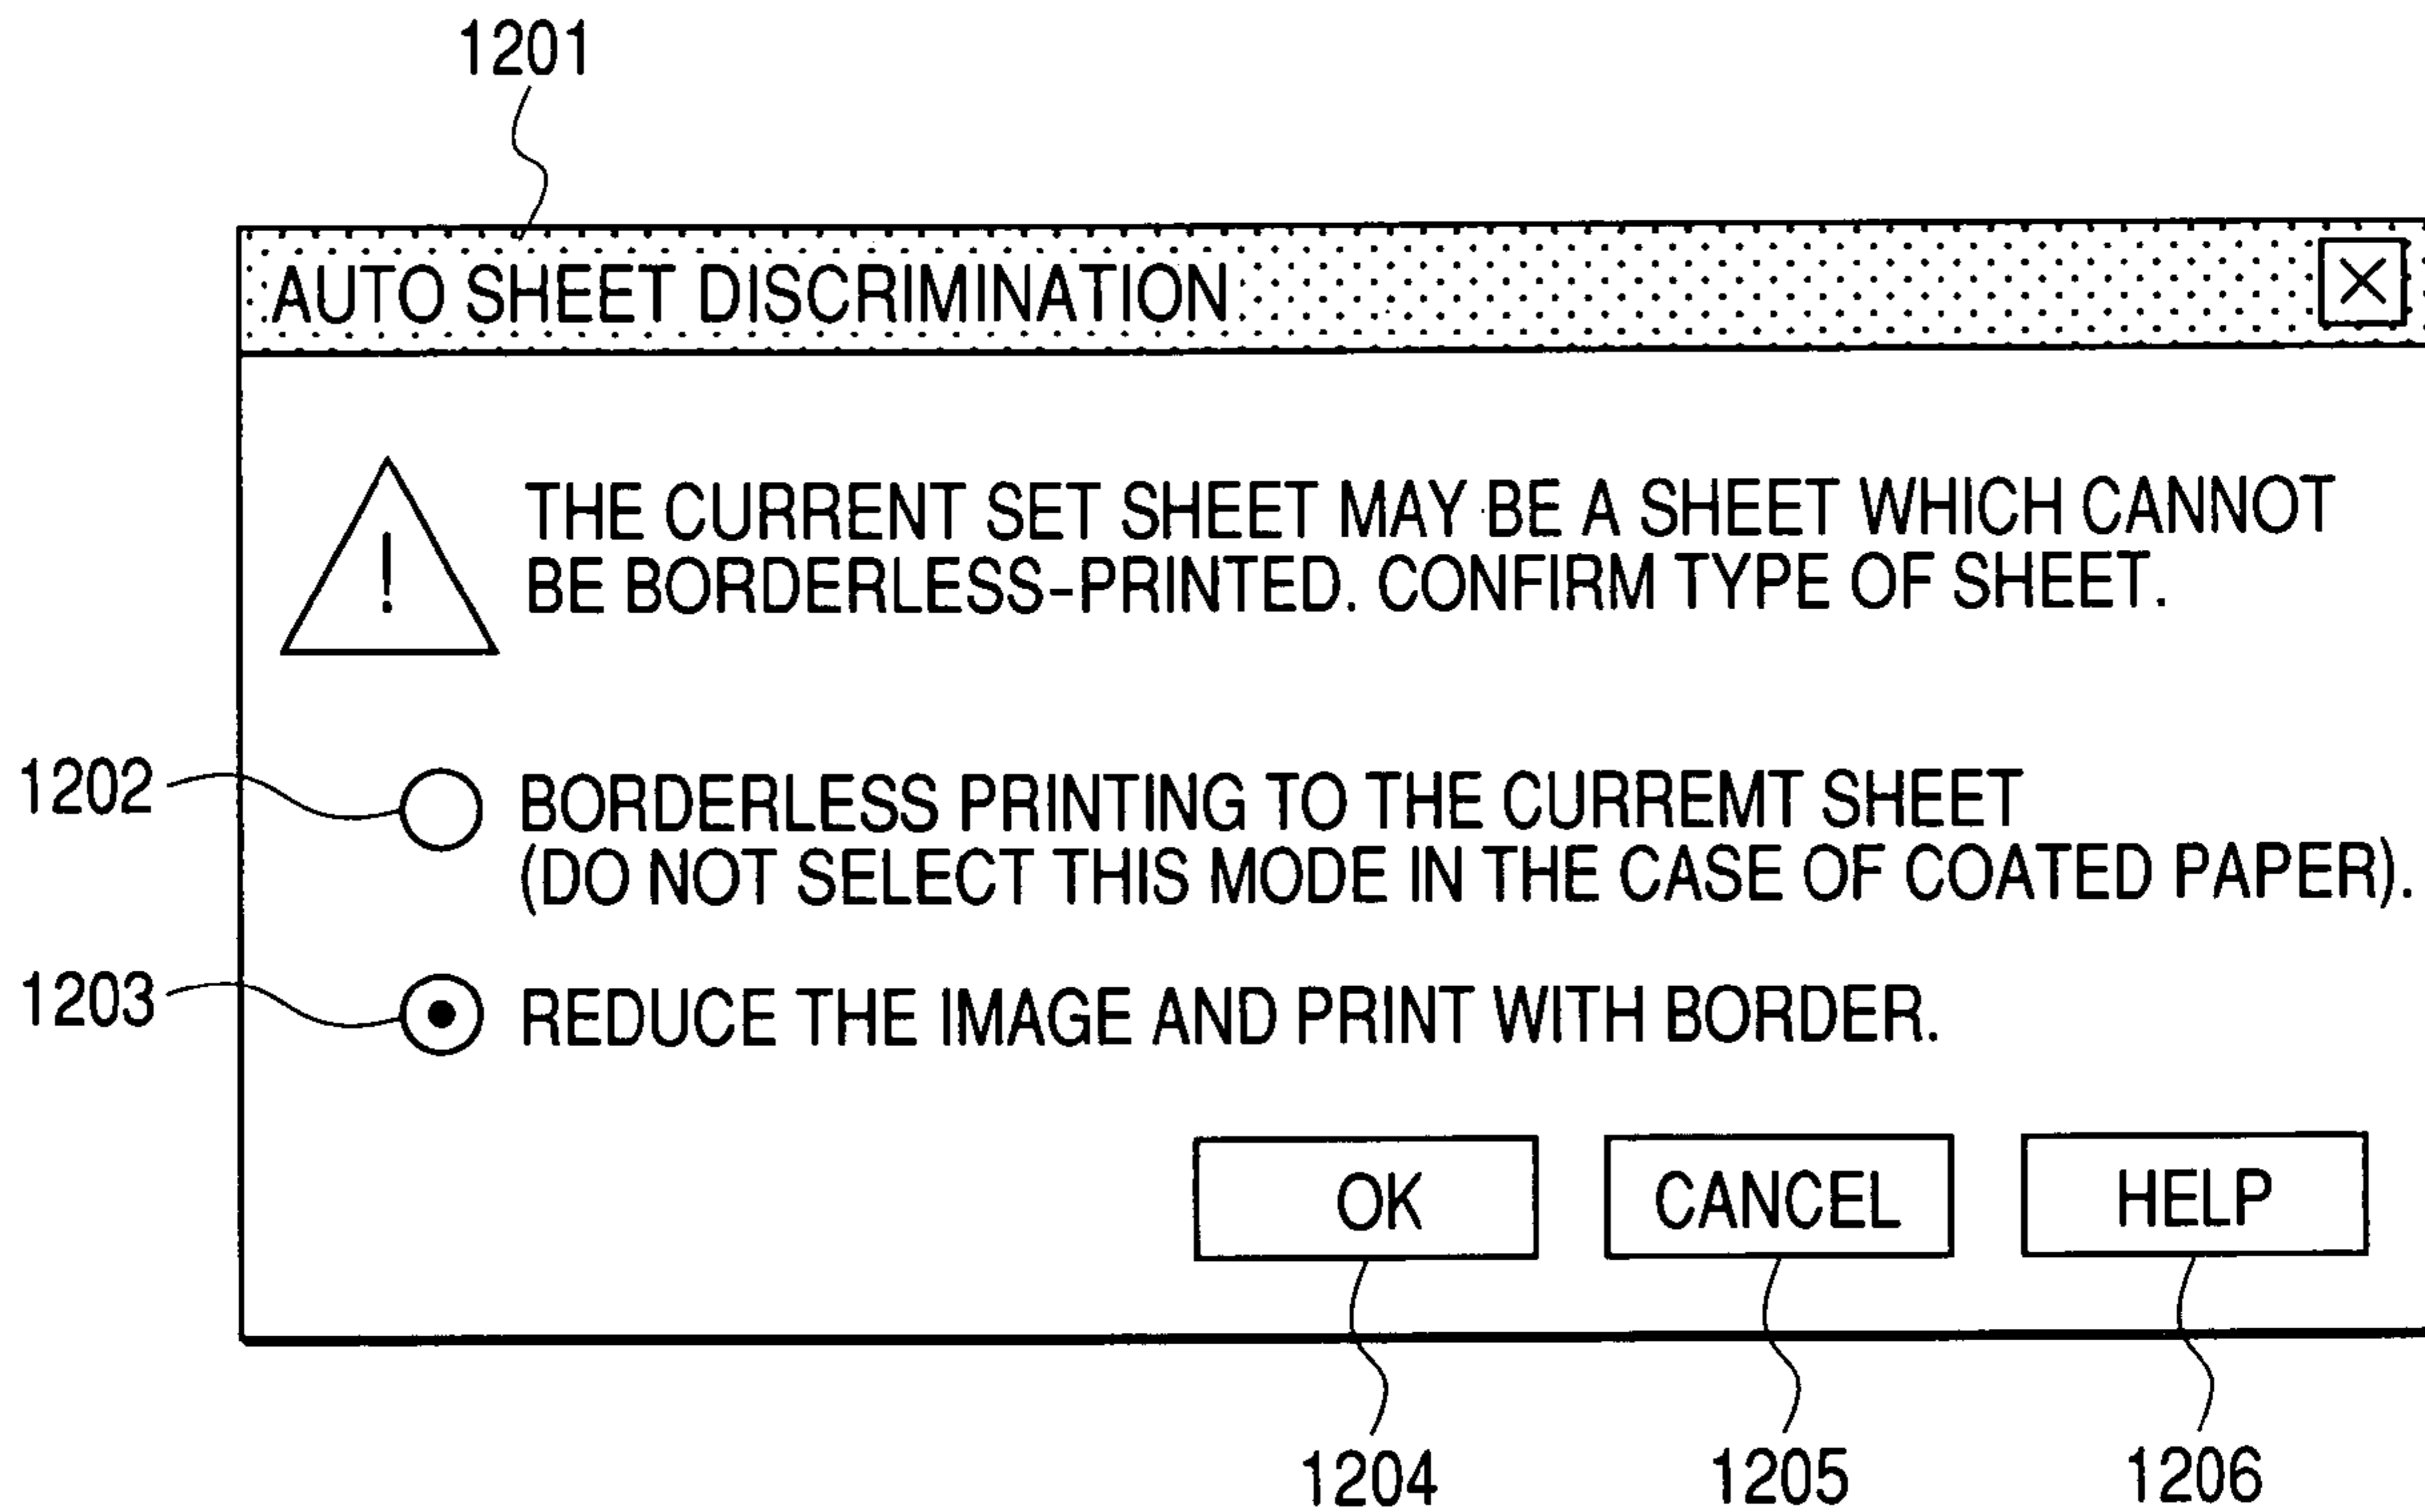 1201
AUTO SHEET DISCRIMINATION
!
THE CURRENT SET SHEET MAY BE A SHEET WHICH CANNOT
BE BORDERLESS-PRINTED. CONFIRM TYPE OF SHEET.
1202
BORDERLESS PRINTING TO THE CURREMT SHEET
(DO NOT SELECT THIS MODE IN THE CASE OF COATED PAPER).
1203
REDUCE THE IMAGE AND PRINT WITH BORDER.
OK CANCEL HELP
1204 1205 1206